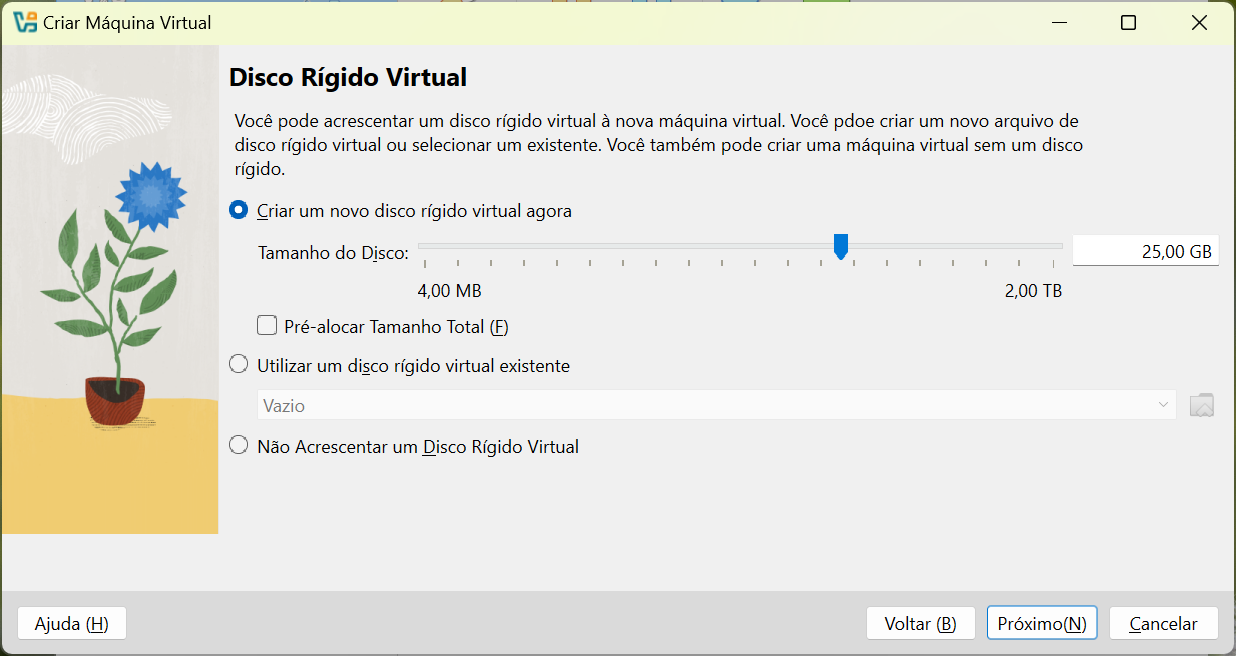 Criar Máquina Virtual
Disco Rígido Virtual
Você pode acrescentar um disco rígido virtual à nova máquina virtual. Você pdoe criar um novo arquivo de
disco rígido virtual ou selecionar um existente. Você também pode criar uma máquina virtual sem um disco
rígido.
Criar um novo disco rígido virtual agora
Tamanho do Disco:
25,00 GB
4,00 MB
2,00 TB
Pré-alocar Tamanho Total (F)
Utilizar um disco rígido virtual existente
Vazio
Não Acrescentar um Disco Rígido Virtual
Ajuda (H)
Voltar (B)
Próximo(N)
Cancelar